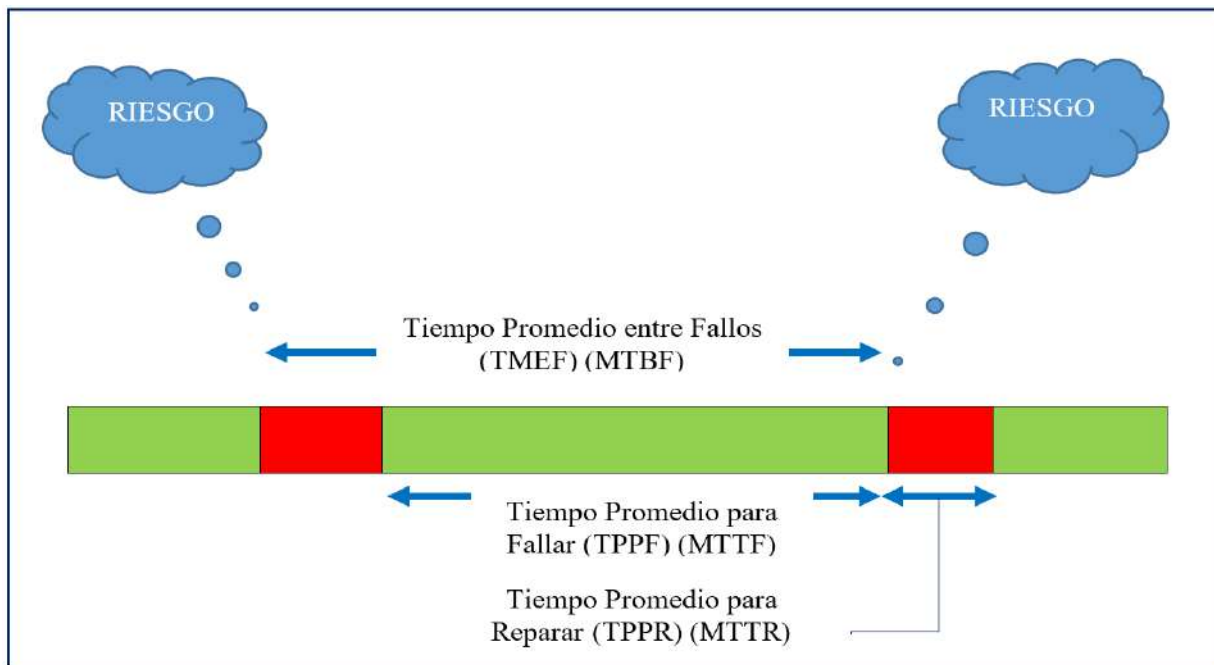 RIESGO
RIESGO
Tiempo Promedio entre Fallos
(TMEF) (MTBF)
Tiempo Promedio para
Fallar (TPPF) (MTTF)
Tiempo Promedio para
Reparar (TPPR) (MTTR)